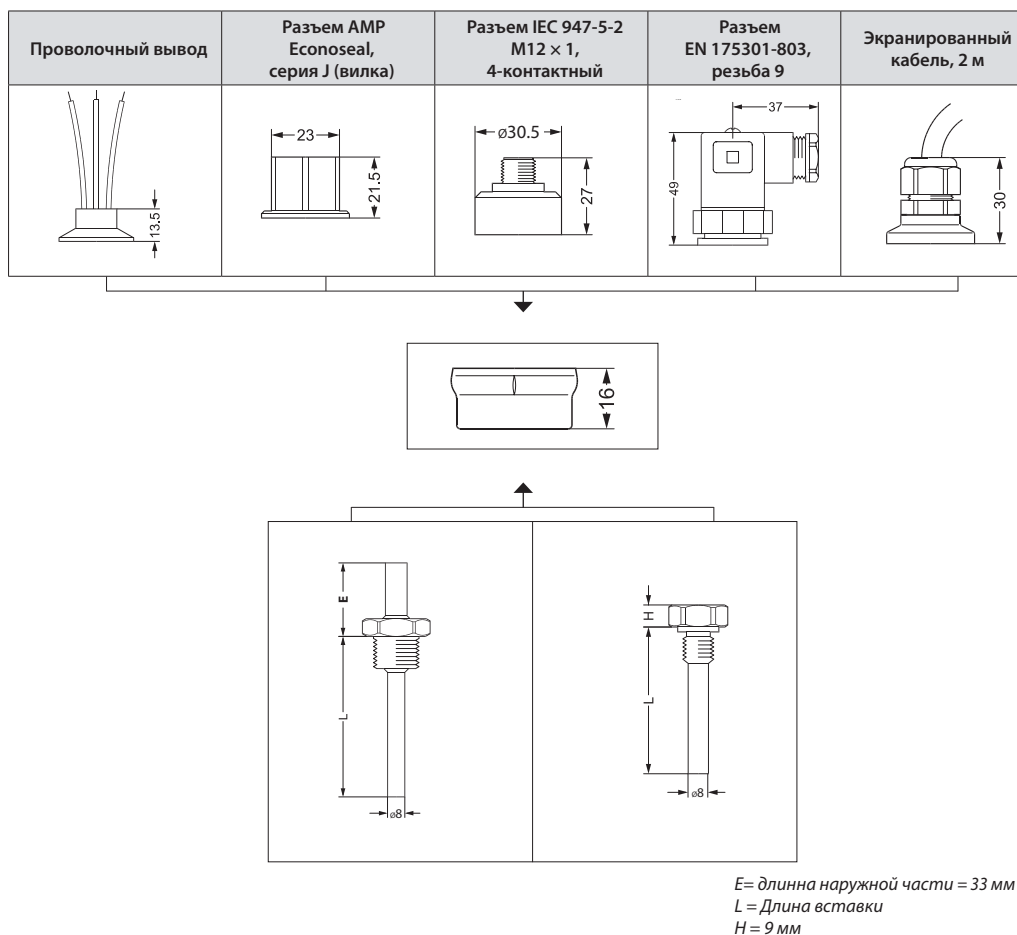 Проволочный вывод
Разъем AMP
Econoseal,
серия J (вилка)
Разъем IEC 947-5-2
M12 × 1,
4-контактный
Разъем
EN 175301-803,
резьба 9
Экранированный
кабель, 2 м
13.5
23
21.5
ø30.5
27
37
49
30
16
E
L
ø8
H
L
ø8
E= длинна наружной части = 33 мм
L = Длина вставки
H = 9 мм